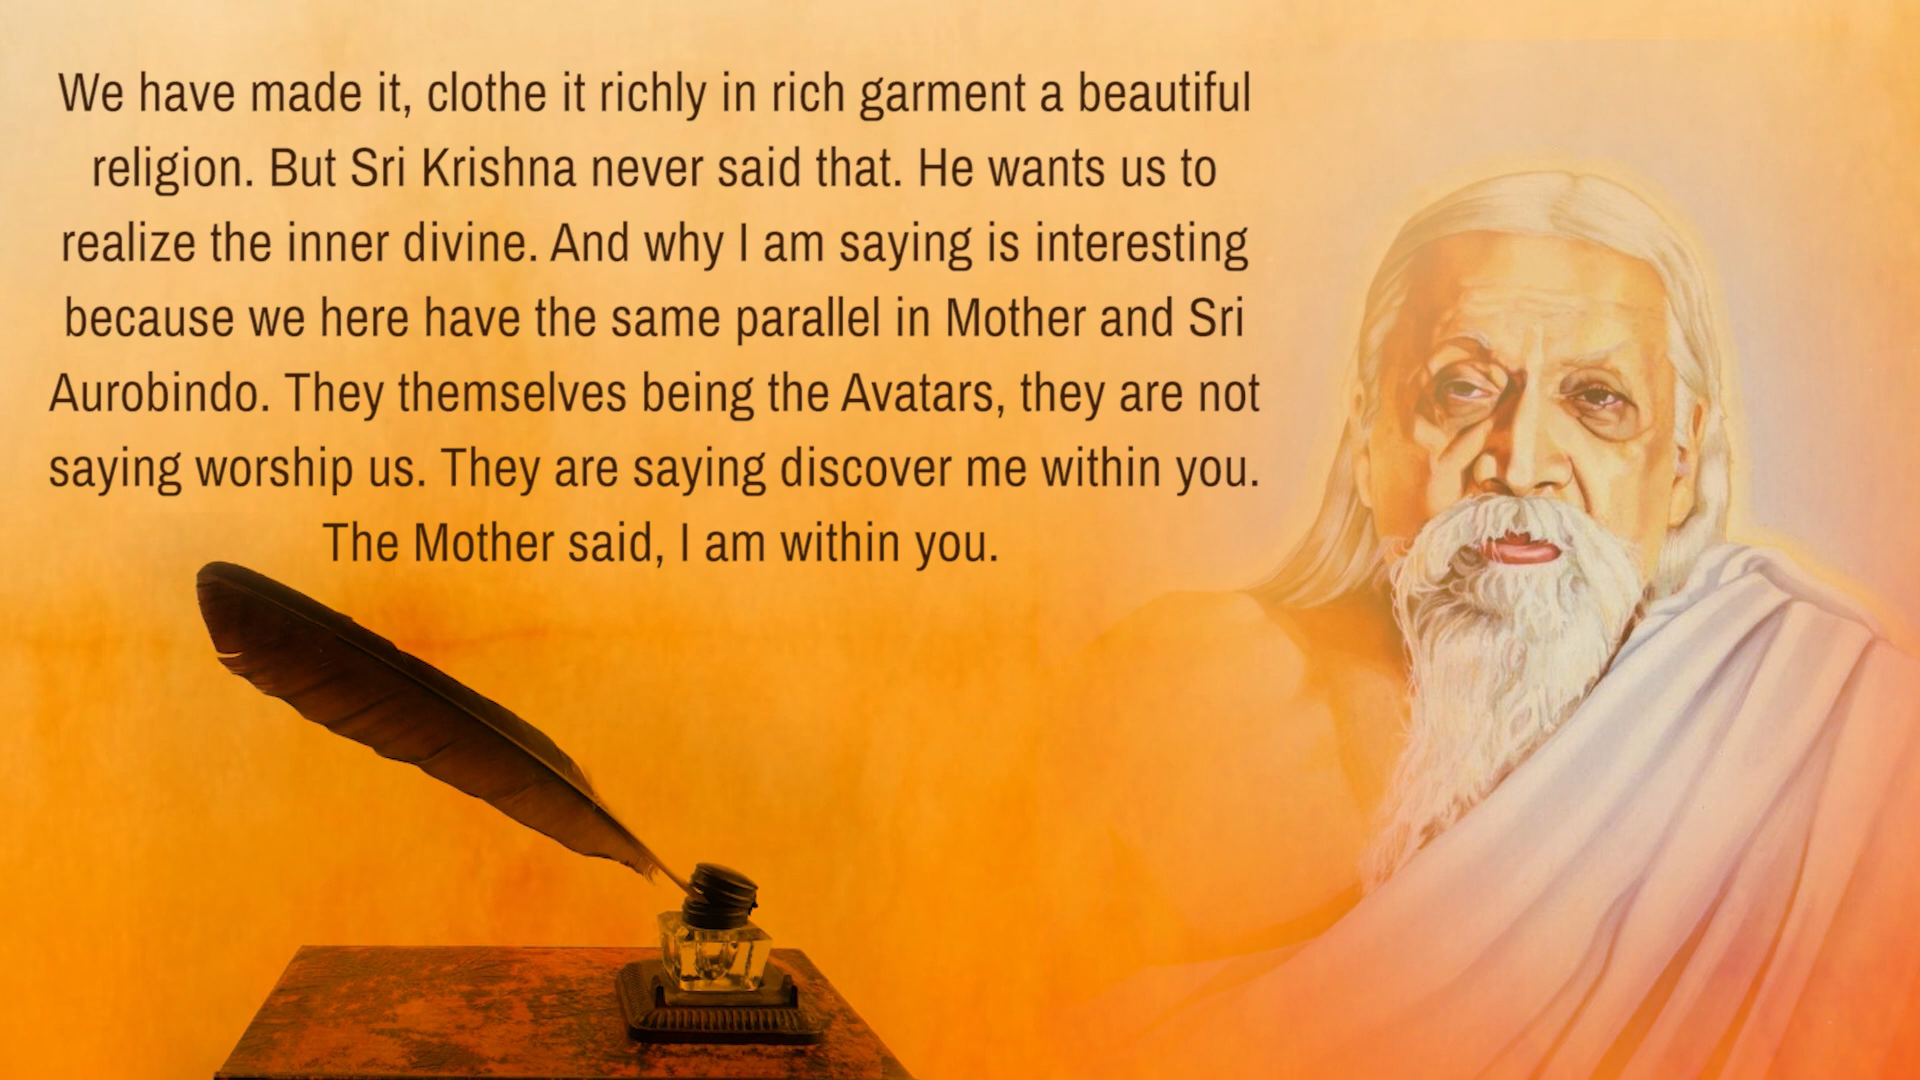 We have made it, clothe it richly in rich garment a beautiful
religion. But Sri Krishna never said that. He wants us to
realize the inner divine. And why I am saying is interesting
because we here have the same parallel in Mother and Sri
Aurobindo. They themselves being the Avatars, they are not
saying worship us. They are saying discover me within you.
The Mother said, I am within you.